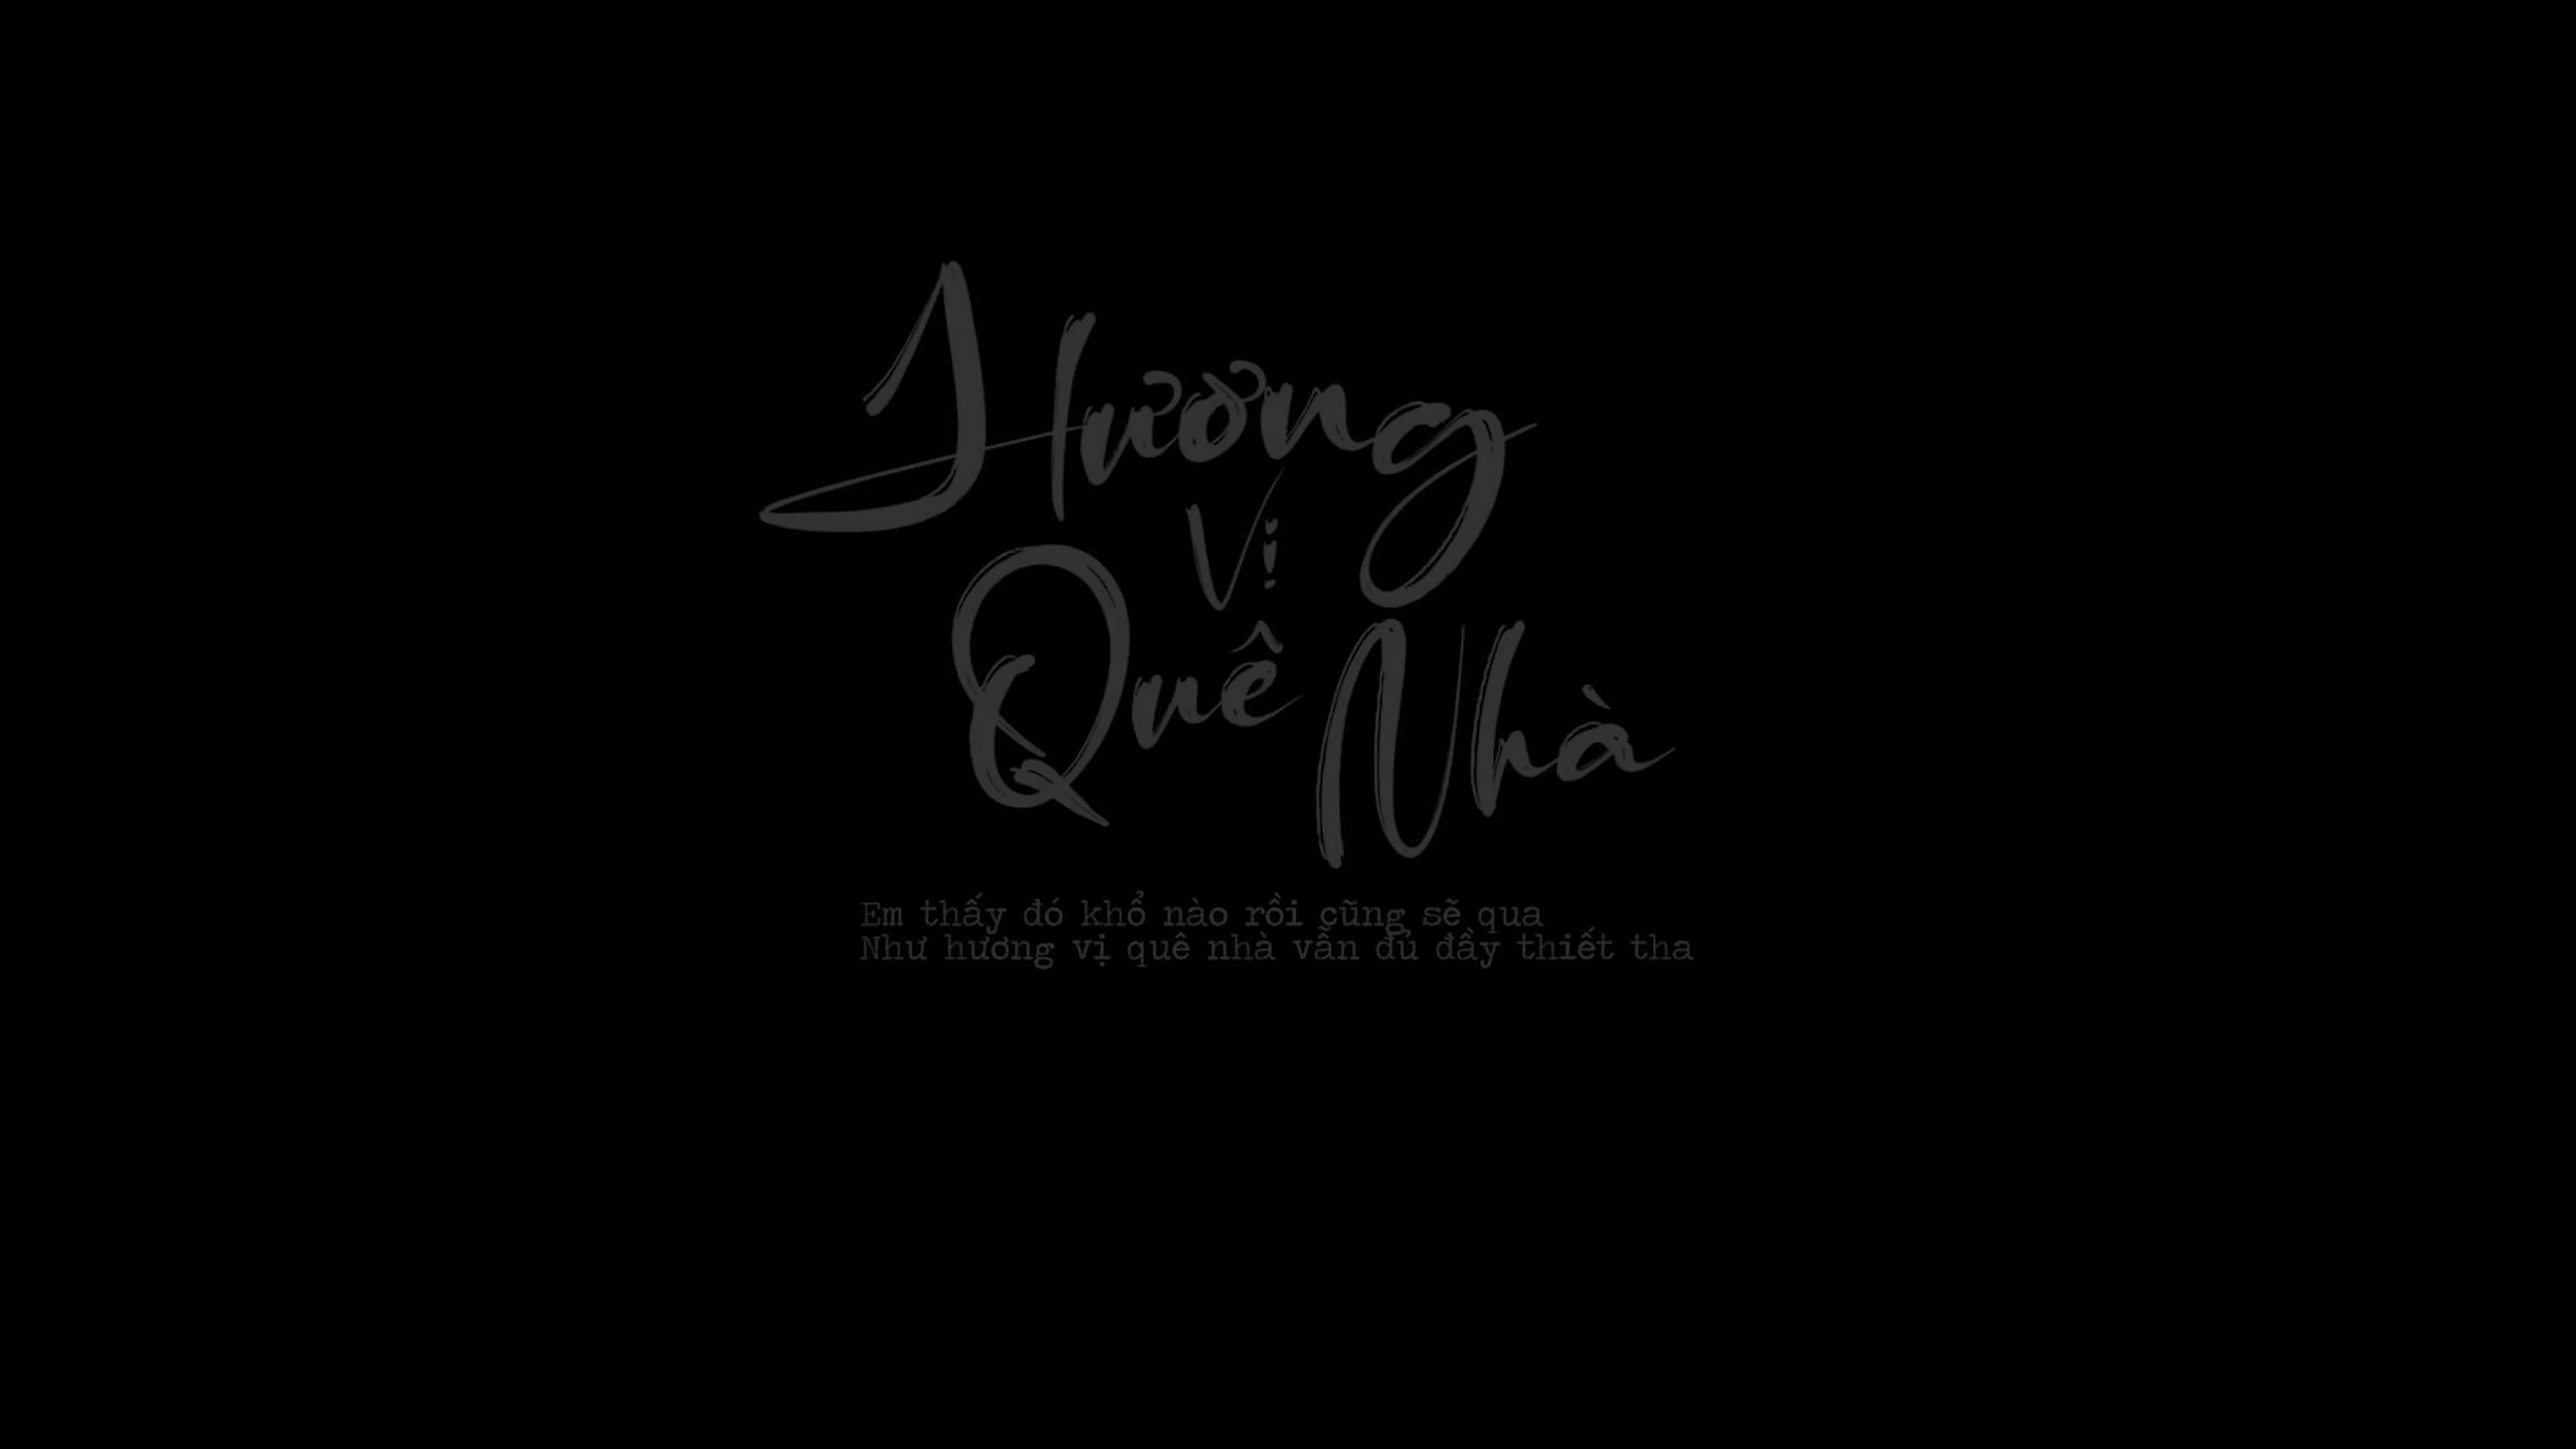 Hương
Vị
Quê Nhà
Em thấy đó khổ nào rồi cũng sẽ qua
Như hương vị quê nhà vẫn đủ đầy thiết tha